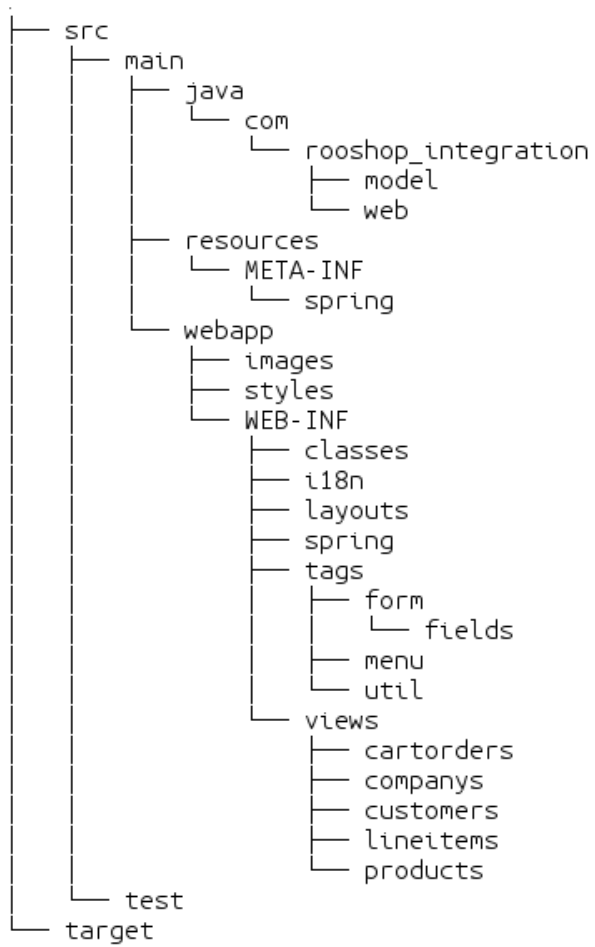 .
src
main
java
com
rooshop_integration
model
web
resources
META-INF
spring
webapp
images
styles
WEB-INF
classes
i18n
layouts
spring
tags
form
fields
menu
util
views
cartorders
companys
customers
lineitems
products
test
target